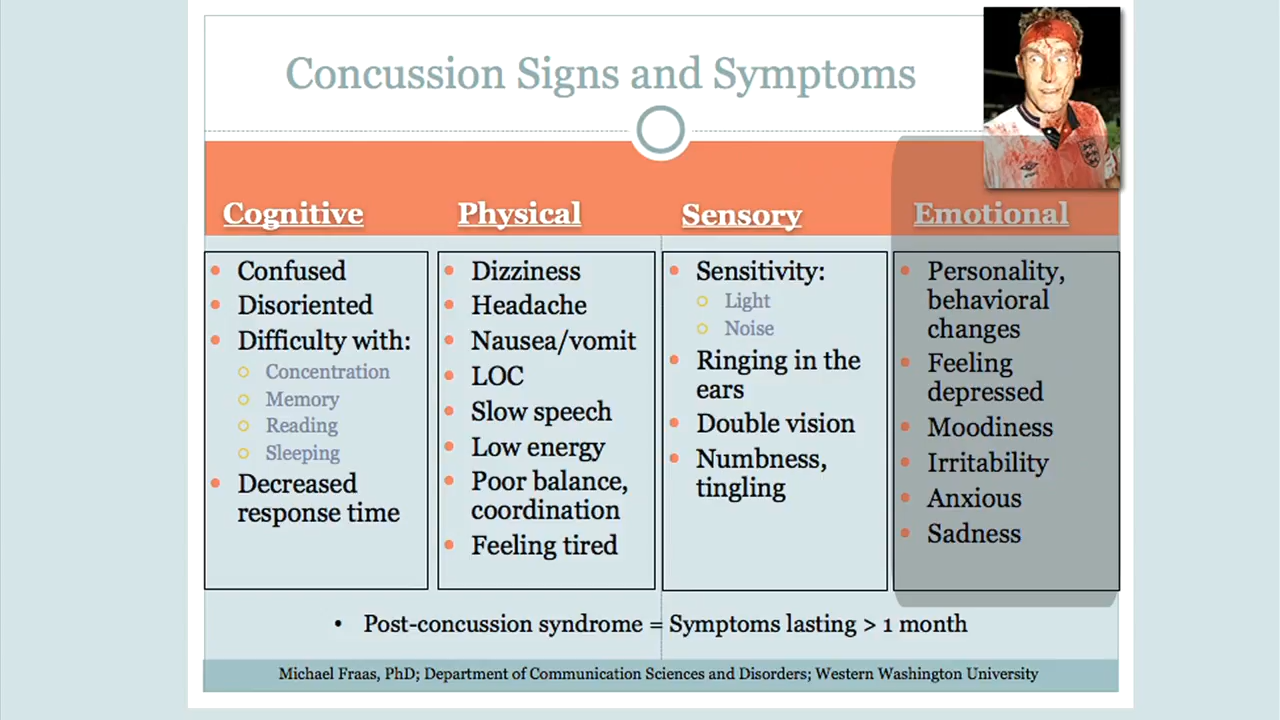 Concussion Signs and Symptoms
Cognitive
Confused
Disoriented
Difficulty with:
Concentration
Memory
Reading
Sleeping
Decreased
response time
Physical
Dizziness
Headache
Nausea/vomit
LOC
Slow speech
Low energy
Poor balance,
coordination
Feeling tired
Sensory
Sensitivity:
Light
Noise
Ringing in the
ears
Double vision
Numbness,
tingling
Emotional
Personality,
behavioral
changes
Feeling
depressed
Moodiness
Irritability
Anxious
Sadness
• Post-concussion syndrome = Symptoms lasting > 1 month
Michael Fraas, PhD; Department of Communication Sciences and Disorders; Western Washington University